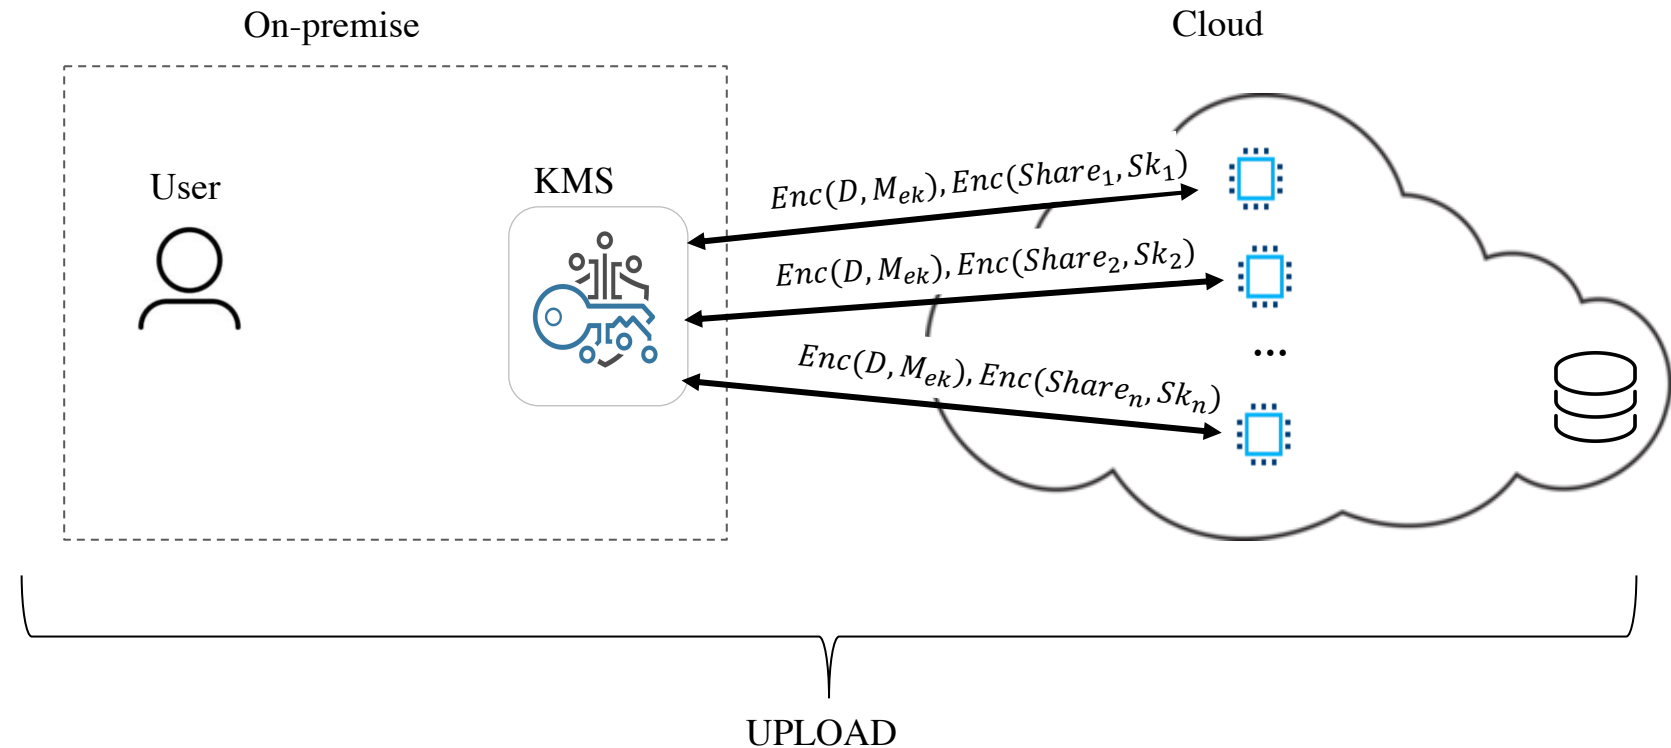 On-premise
Cloud
User
KMS
Enc(D, M_ek), Enc(Share_1, Sk_1)
Enc(D, M_ek), Enc(Share_2, Sk_2)
...
Enc(D, M_ek), Enc(Share_n, Sk_n)
UPLOAD